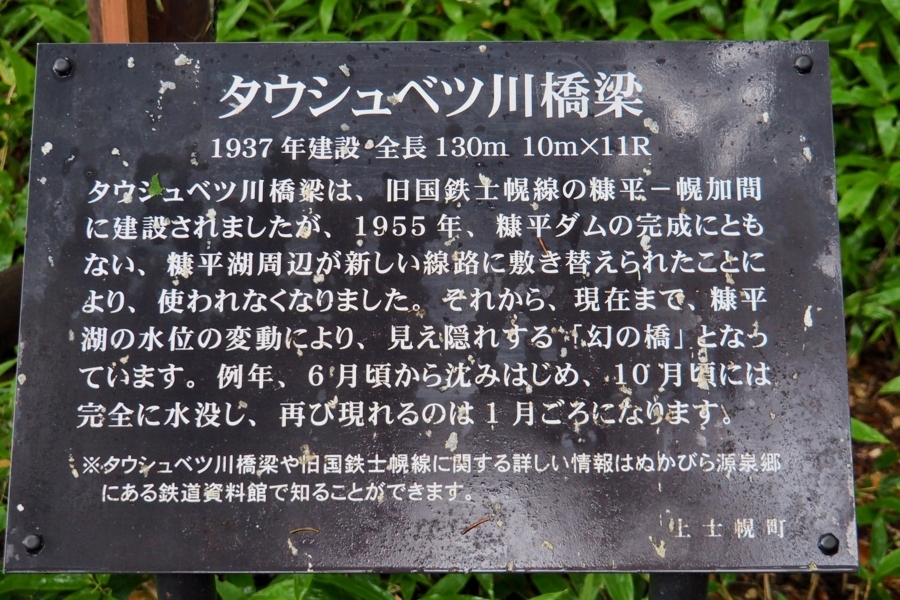 タウシュベツ川橋梁
1937年建設 全長130m 10m×11R
タウシュベツ川橋梁は、旧国鉄士幌線の糠平－幌加間
に建設されましたが、1955年、糠平ダムの完成にとも
ない、糠平湖周辺が新しい線路に敷き替えられたことに
より、使われなくなりました。それから、現在まで、糠平
湖の水位の変動により、見え隠れする「幻の橋」となっ
ています。例年、6月頃から沈みはじめ、10月頃には
完全に水没し、再び現れるのは1月ごろになります。
※タウシュベツ川橋梁や旧国鉄士幌線に関する詳しい情報はぬかびら源泉郷
にある鉄道資料館で知ることができます。
上士幌町